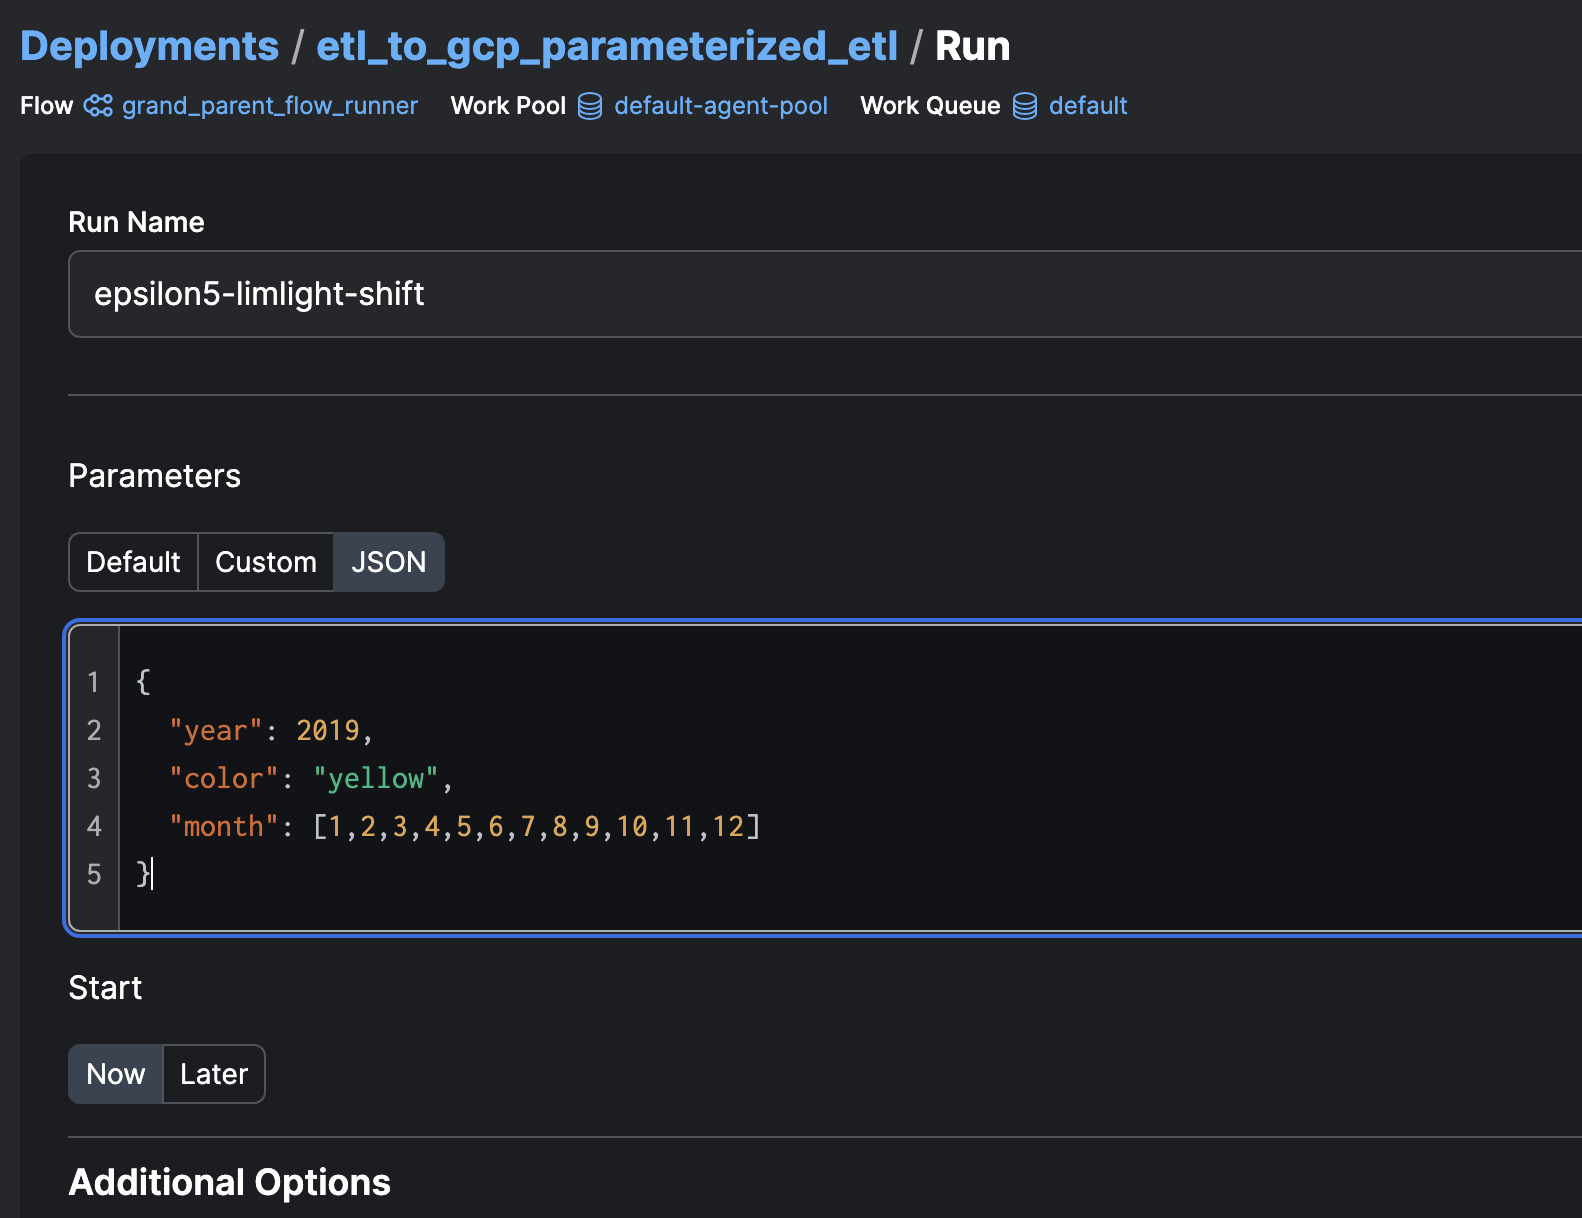 Deployments / etl_to_gcp_parameterized_etl / Run
Flow grand_parent_flow_runner Work Pool default-agent-pool Work Queue default
Run Name
epsilon5-limlight-shift
Parameters
Default Custom JSON
1 {
2 "year": 2019,
3 "color": "yellow",
4 "month": [1,2,3,4,5,6,7,8,9,10,11,12]
5 }
Start
Now Later
Additional Options